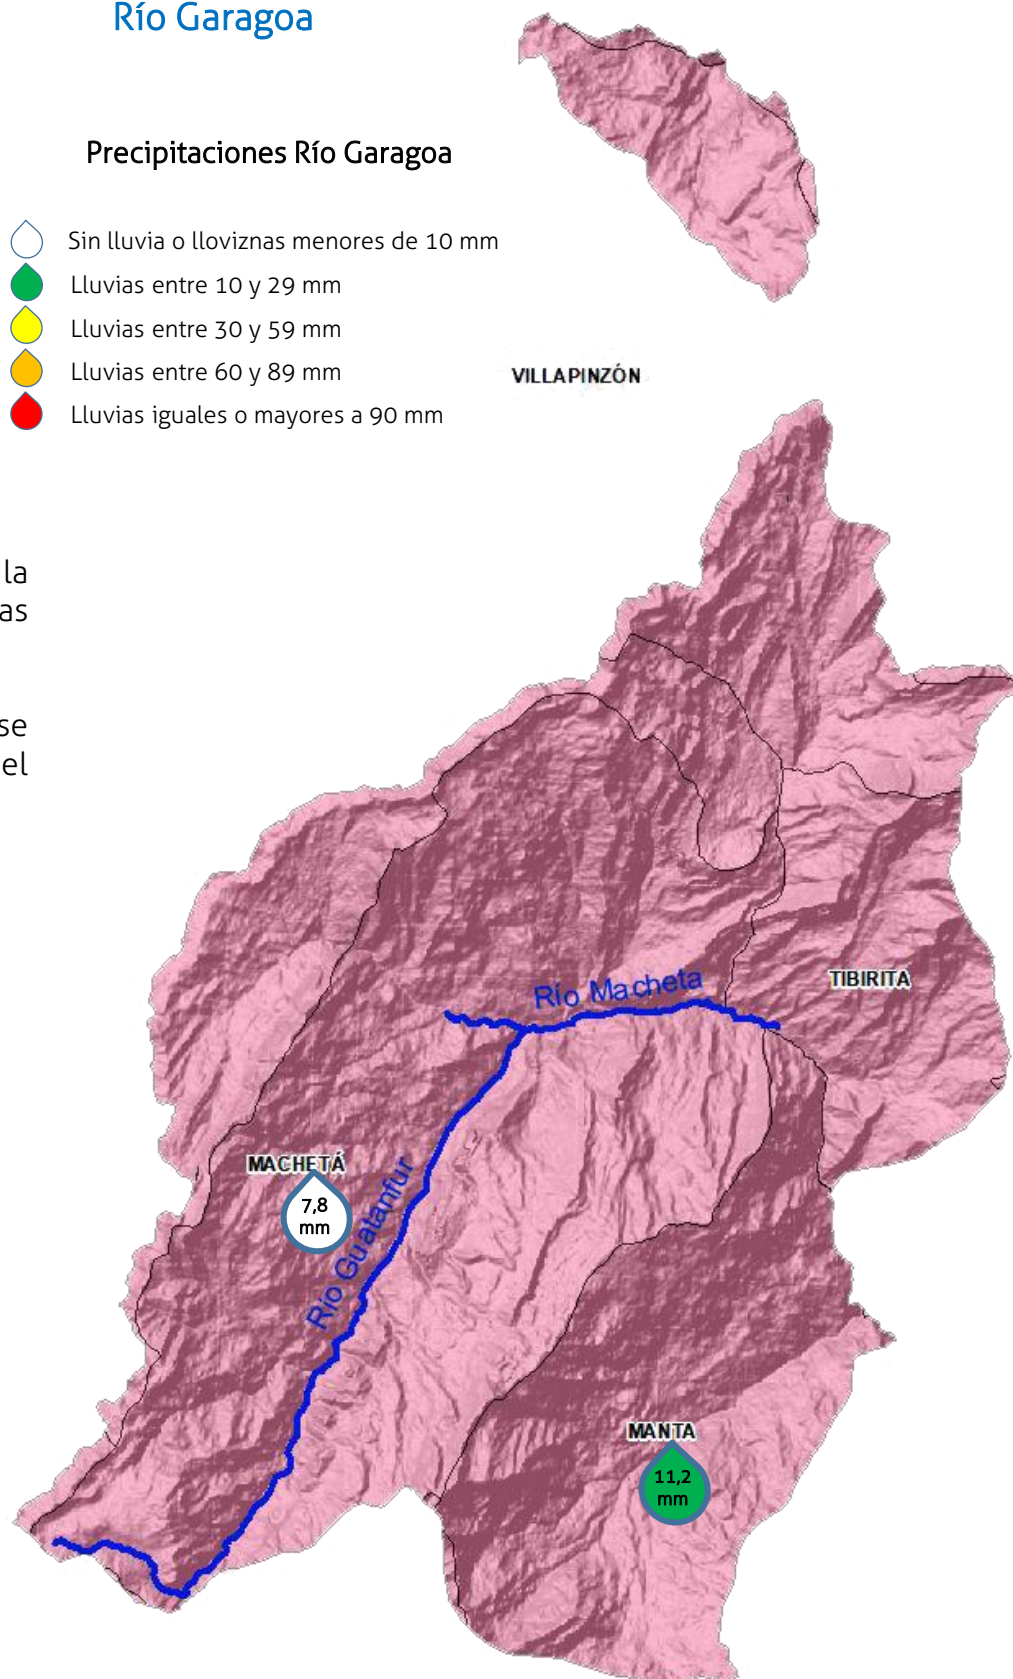 Río Garagoa
Precipitaciones Río Garagoa
Sin lluvia o lloviznas menores de 10 mm
Lluvias entre 10 y 29 mm
Lluvias entre 30 y 59 mm
Lluvias entre 60 y 89 mm
Lluvias iguales o mayores a 90 mm
VILLAPINZÓN
la
as
se
el
Río Macheta
TIBIRITA
MACHETÁ
7,8
mm
Río Guatanfur
MANTA
11,2
mm